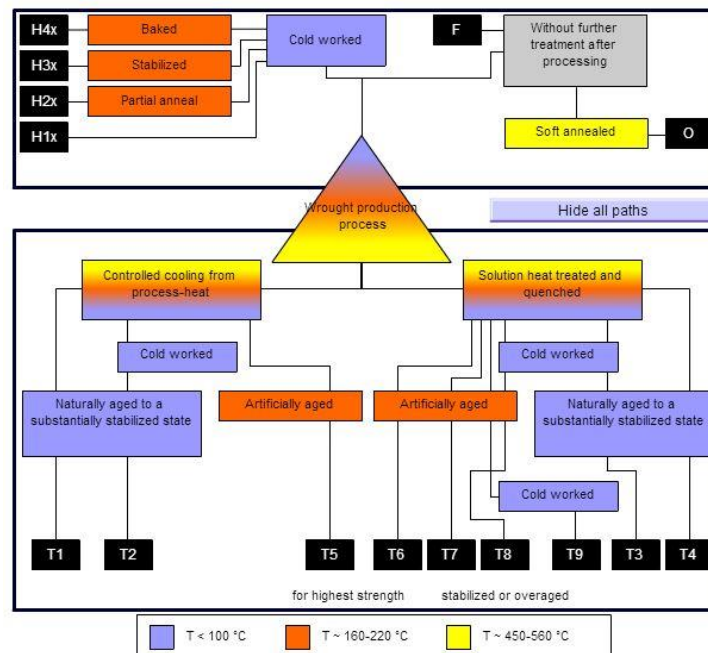 H4x
Baked
Cold worked
F
Without further
treatment after
processing
H3x
Stabilized
H2x
Partial anneal
H1x
Soft annealed
O
Wrought production
process
Hide all paths
Controlled cooling from
process-heat
Solution heat treated and
quenched
Cold worked
Cold worked
Naturally aged to a
substantially stabilized state
Artificially aged
Artificially aged
Naturally aged to a
substantially stabilized state
Cold worked
T1
T2
T5
T6
T7
T8
T9
T3
T4
for highest strength
stabilized or overaged
T < 100 °C
T ~ 160-220 °C
T ~ 450-560 °C